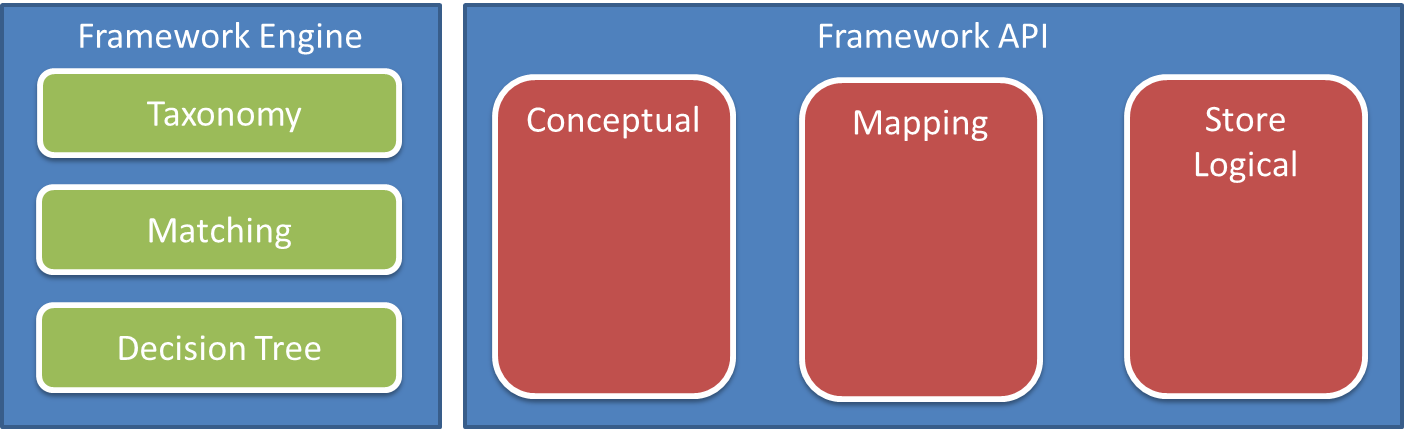 Framework Engine
Taxonomy
Matching
Decision Tree
Framework API
Conceptual
Mapping
Store
Logical